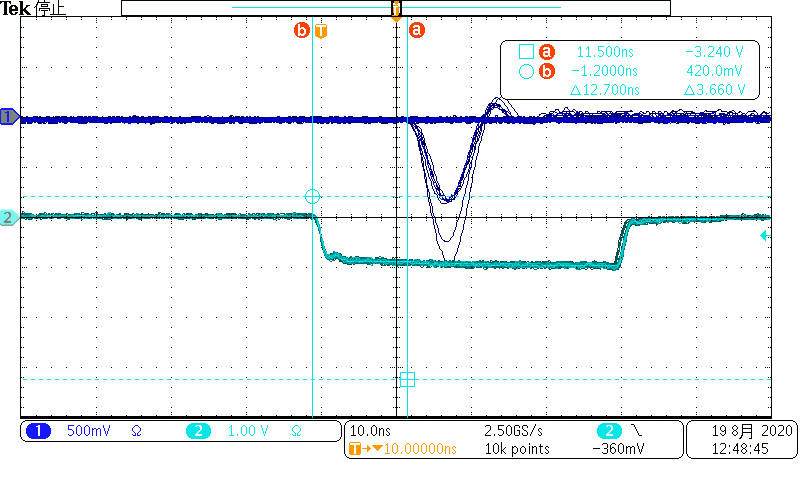 Tek 停止
T
b T a
a 11.500ns −3.240 V
b −1.2000ns 420.0mV
Δ12.700ns Δ3.660 V
1
2
1 500mV Ω 2 1.00 V Ω
10.0ns 2.50GS/s 2
T→▼10.00000ns 10k points −360mV
19 8月 2020
12:48:45